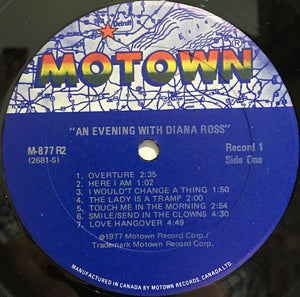 Detroit
MOTOWN
®
"AN EVENING WITH DIANA ROSS"
M-877 R2
(2681-S)
Record 1
Side One
1. OVERTURE 2:35
2. HERE I AM 1:02
3. I WOULD'T CHANGE A THING 1:50
4. THE LADY IS A TRAMP 2:00
5. TOUCH ME IN THE MORNING 2:54
6. SMILE/SEND IN THE CLOWNS 4:30
7. LOVE HANGOVER 4:49
℗1977 Motown Record Corp./
Trademark Motown Record Corp.
MANUFACTURED IN CANADA BY MOTOWN RECORDS, CANADA LTD.